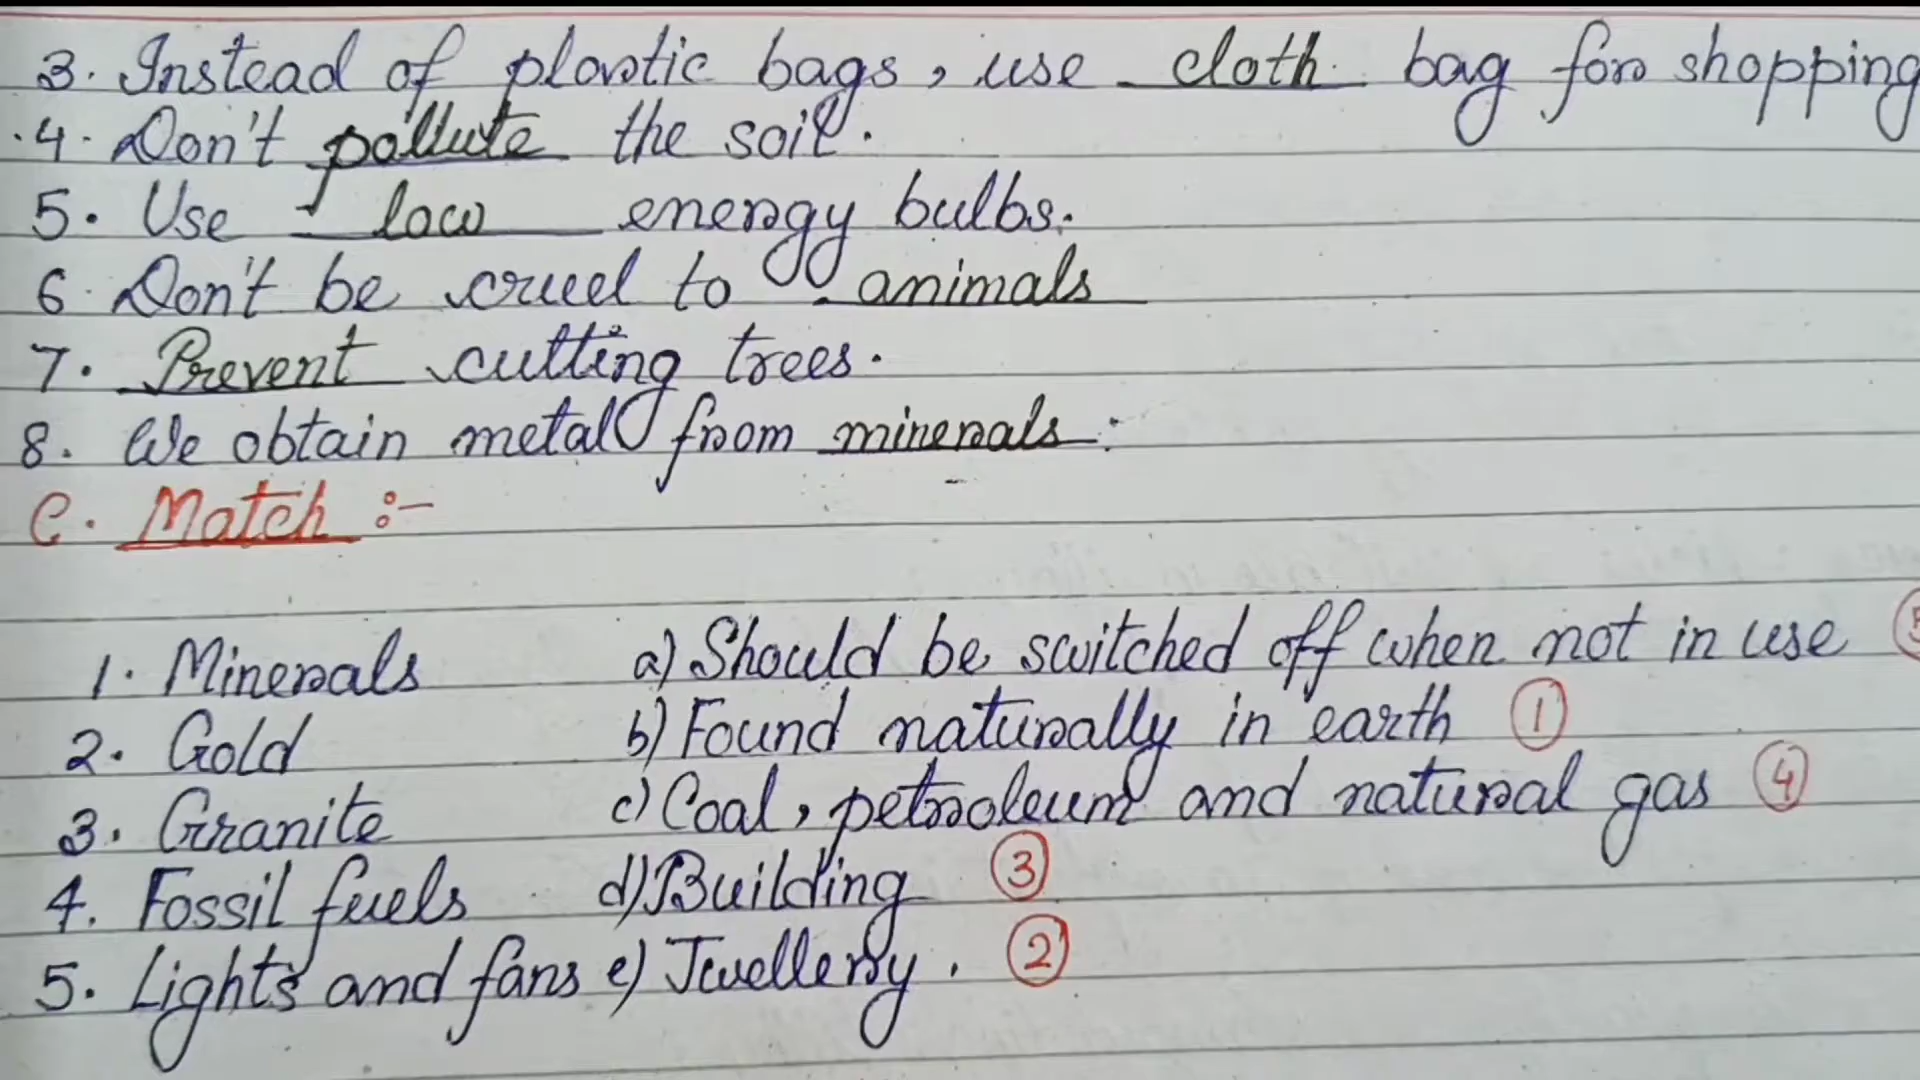 3. Instead of plastic bags, use cloth bag for shopping
4. Don't pollute the soil.
5. Use low energy bulbs.
6. Don't be cruel to animals
7. Prevent cutting trees.
8. We obtain metal from minerals.
C. Match :-
1. Minerals a) Should be switched off when not in use 5
2. Gold b) Found naturally in earth 1
3. Granite c) Coal, petroleum and natural gas 4
4. Fossil fuels d) Building 3
5. Lights and fans e) Jwellery. 2